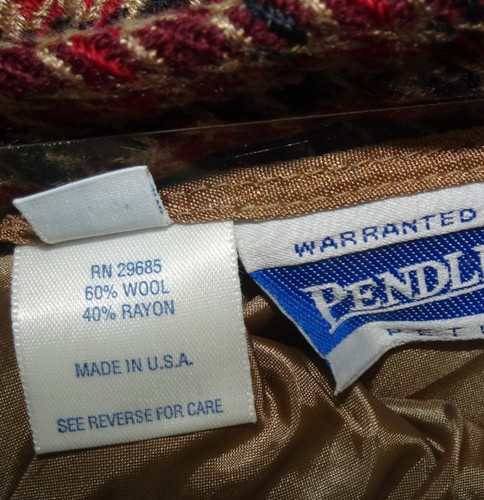 RN 29685
60% WOOL
40% RAYON
MADE IN U.S.A.
SEE REVERSE FOR CARE
WARRANTED